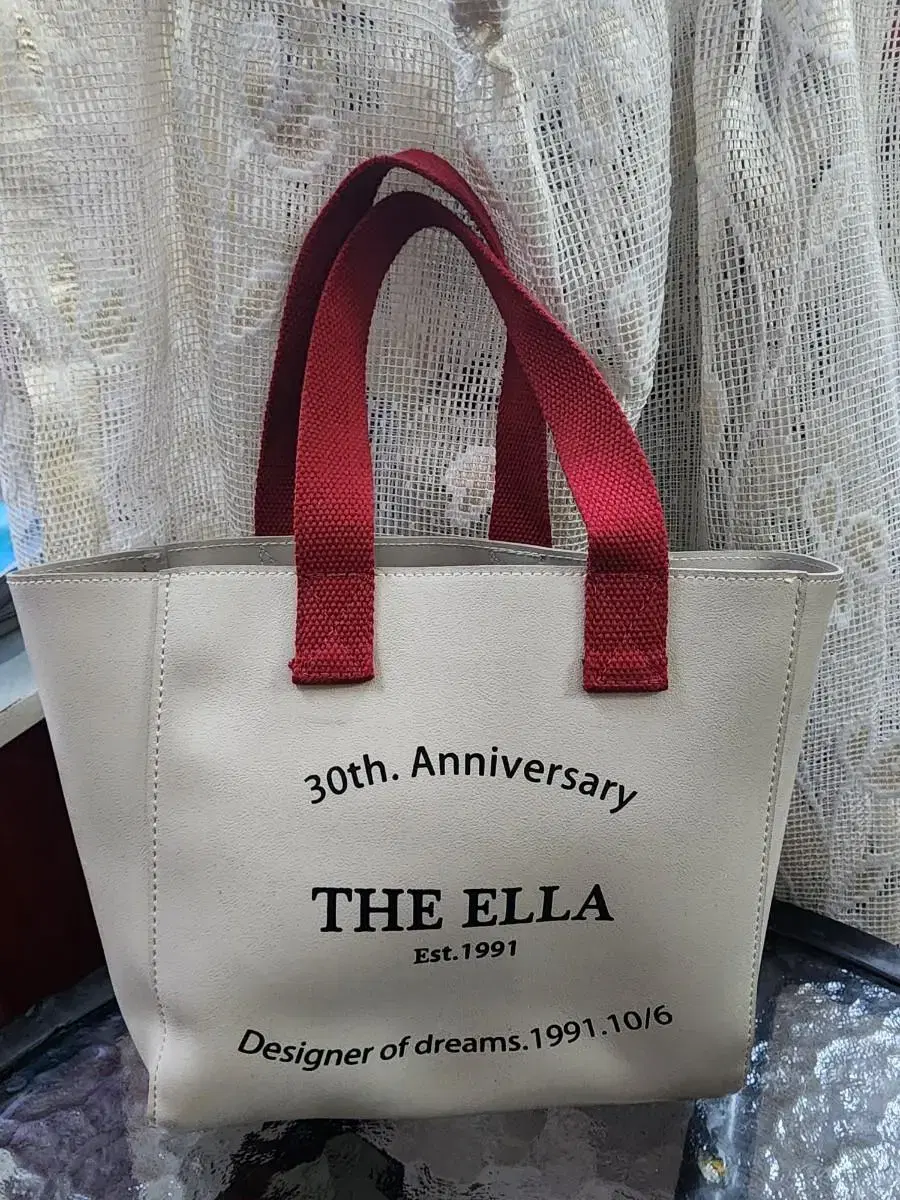 30th. Anniversary
THE ELLA
Est.1991
Designer of dreams.1991.10/6